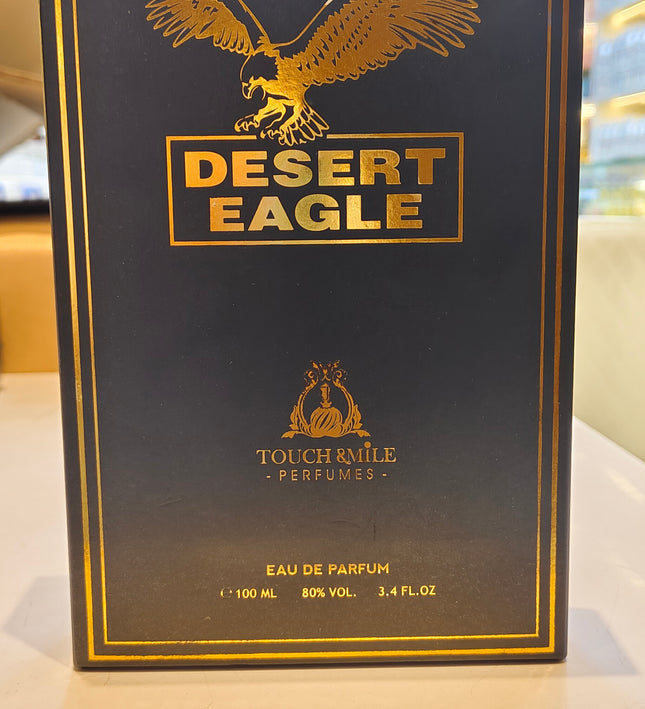 DESERT
EAGLE
TOUCH &MiLE
- PERFUMES -
EAU DE PARFUM
℮ 100 ML 80% VOL. 3.4 FL.OZ